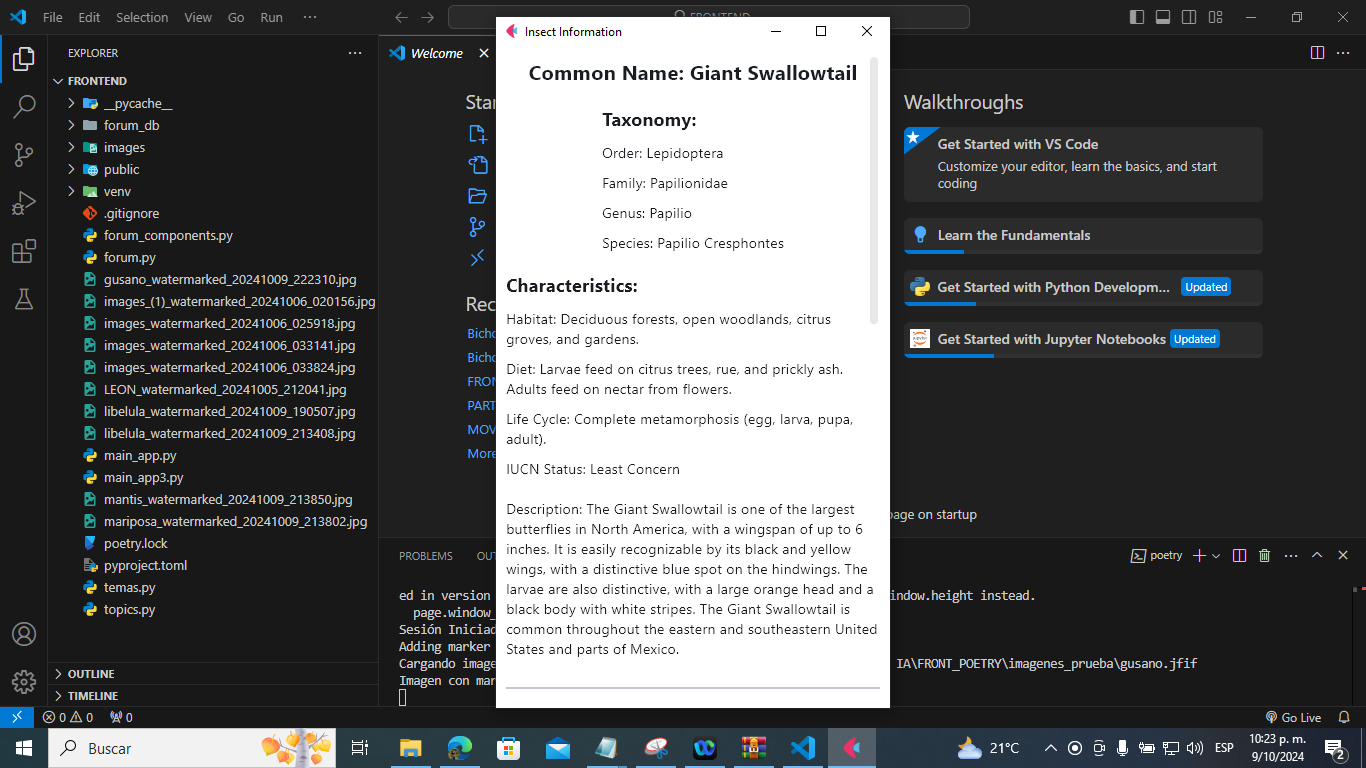 File Edit Selection View Go Run ···
FRONTEND
EXPLORER
FRONTEND
__pycache__
forum_db
images
public
venv
.gitignore
forum_components.py
forum.py
gusano_watermarked_20241009_222310.jpg
images_(1)_watermarked_20241006_020156.jpg
images_watermarked_20241006_025918.jpg
images_watermarked_20241006_033141.jpg
images_watermarked_20241006_033824.jpg
LEON_watermarked_20241005_212041.jpg
libelula_watermarked_20241009_190507.jpg
libelula_watermarked_20241009_213408.jpg
main_app.py
main_app3.py
mantis_watermarked_20241009_213850.jpg
mariposa_watermarked_20241009_213802.jpg
poetry.lock
pyproject.toml
temas.py
topics.py
OUTLINE
TIMELINE
Welcome
Star
Rec
Bicho
Bicho
FRON
PART
MOV
More
Insect Information
Common Name: Giant Swallowtail
Taxonomy:
Order: Lepidoptera
Family: Papilionidae
Genus: Papilio
Species: Papilio Cresphontes
Characteristics:
Habitat: Deciduous forests, open woodlands, citrus
groves, and gardens.
Diet: Larvae feed on citrus trees, rue, and prickly ash.
Adults feed on nectar from flowers.
Life Cycle: Complete metamorphosis (egg, larva, pupa,
adult).
IUCN Status: Least Concern
Description: The Giant Swallowtail is one of the largest
butterflies in North America, with a wingspan of up to 6
inches. It is easily recognizable by its black and yellow
wings, with a distinctive blue spot on the hindwings. The
larvae are also distinctive, with a large orange head and a
black body with white stripes. The Giant Swallowtail is
common throughout the eastern and southeastern United
States and parts of Mexico.
Walkthroughs
Get Started with VS Code
Customize your editor, learn the basics, and start
coding
Learn the Fundamentals
Get Started with Python Developm... Updated
Get Started with Jupyter Notebooks Updated
page on startup
PROBLEMS OUT
poetry
ed in version
ndow.height instead.
page.window_
Sesión Iniciad
Adding marker
Cargando image
IA\FRONT_POETRY\imagenes_prueba\gusano.jfif
Imagen con mar
0 0 0
Go Live
Buscar
21°C
ESP
10:23 p. m.
9/10/2024
2